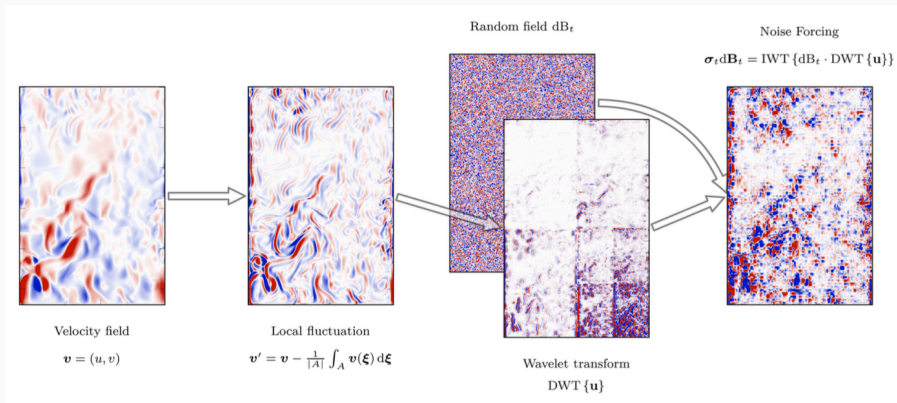 Random field dB_t
Noise Forcing
σ_t dB_t = IWT {dB_t · DWT {u}}
Velocity field
v = (u, v)
Local fluctuation
v′ = v − 1/|A| ∫_A v(ξ) dξ
Wavelet transform
DWT {u}